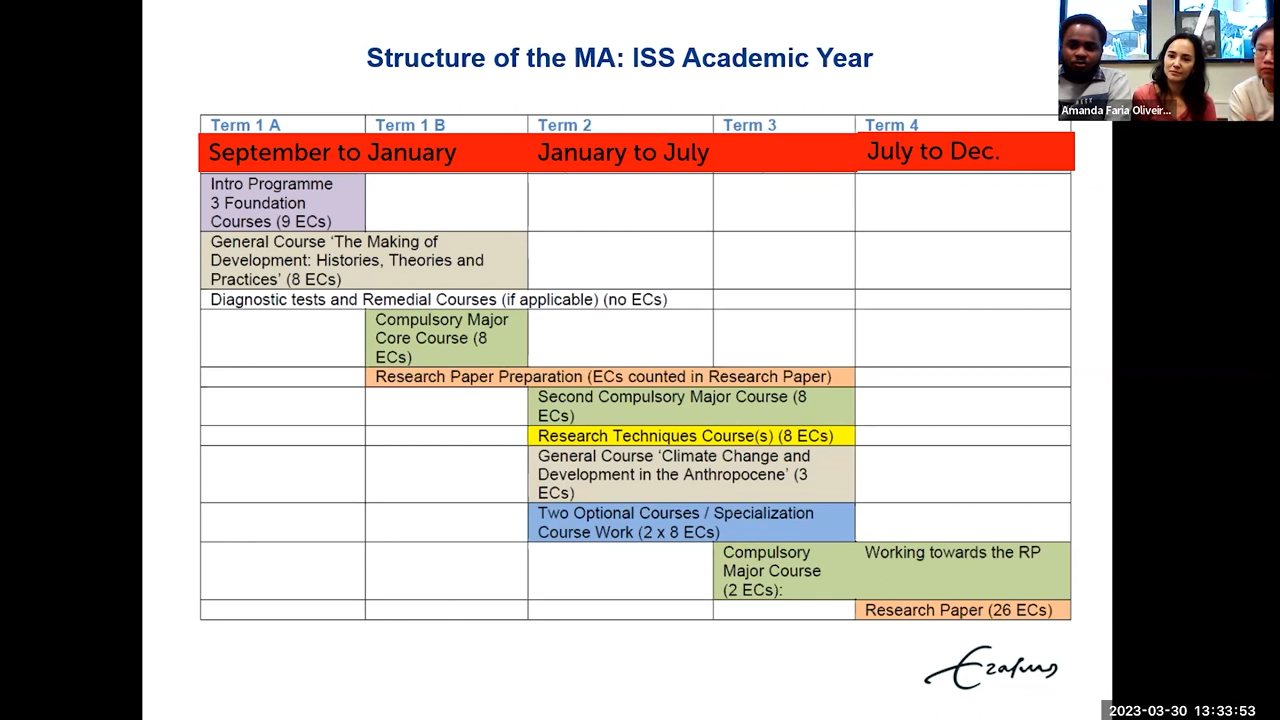 Structure of the MA: ISS Academic Year
Amanda Faria Oliveir...
Term 1 A
Term 1 B
Term 2
Term 3
Term 4
September to January
January to July
July to Dec.
Intro Programme
3 Foundation
Courses (9 ECs)
General Course ‘The Making of
Development: Histories, Theories and
Practices’ (8 ECs)
Diagnostic tests and Remedial Courses (if applicable) (no ECs)
Compulsory Major
Core Course (8
ECs)
Research Paper Preparation (ECs counted in Research Paper)
Second Compulsory Major Course (8
ECs)
Research Techniques Course(s) (8 ECs)
General Course ‘Climate Change and
Development in the Anthropocene’ (3
ECs)
Two Optional Courses / Specialization
Course Work (2 x 8 ECs)
Compulsory
Major Course
(2 ECs):
Working towards the RP
Research Paper (26 ECs)
Erasmus
2023-03-30 13:33:53